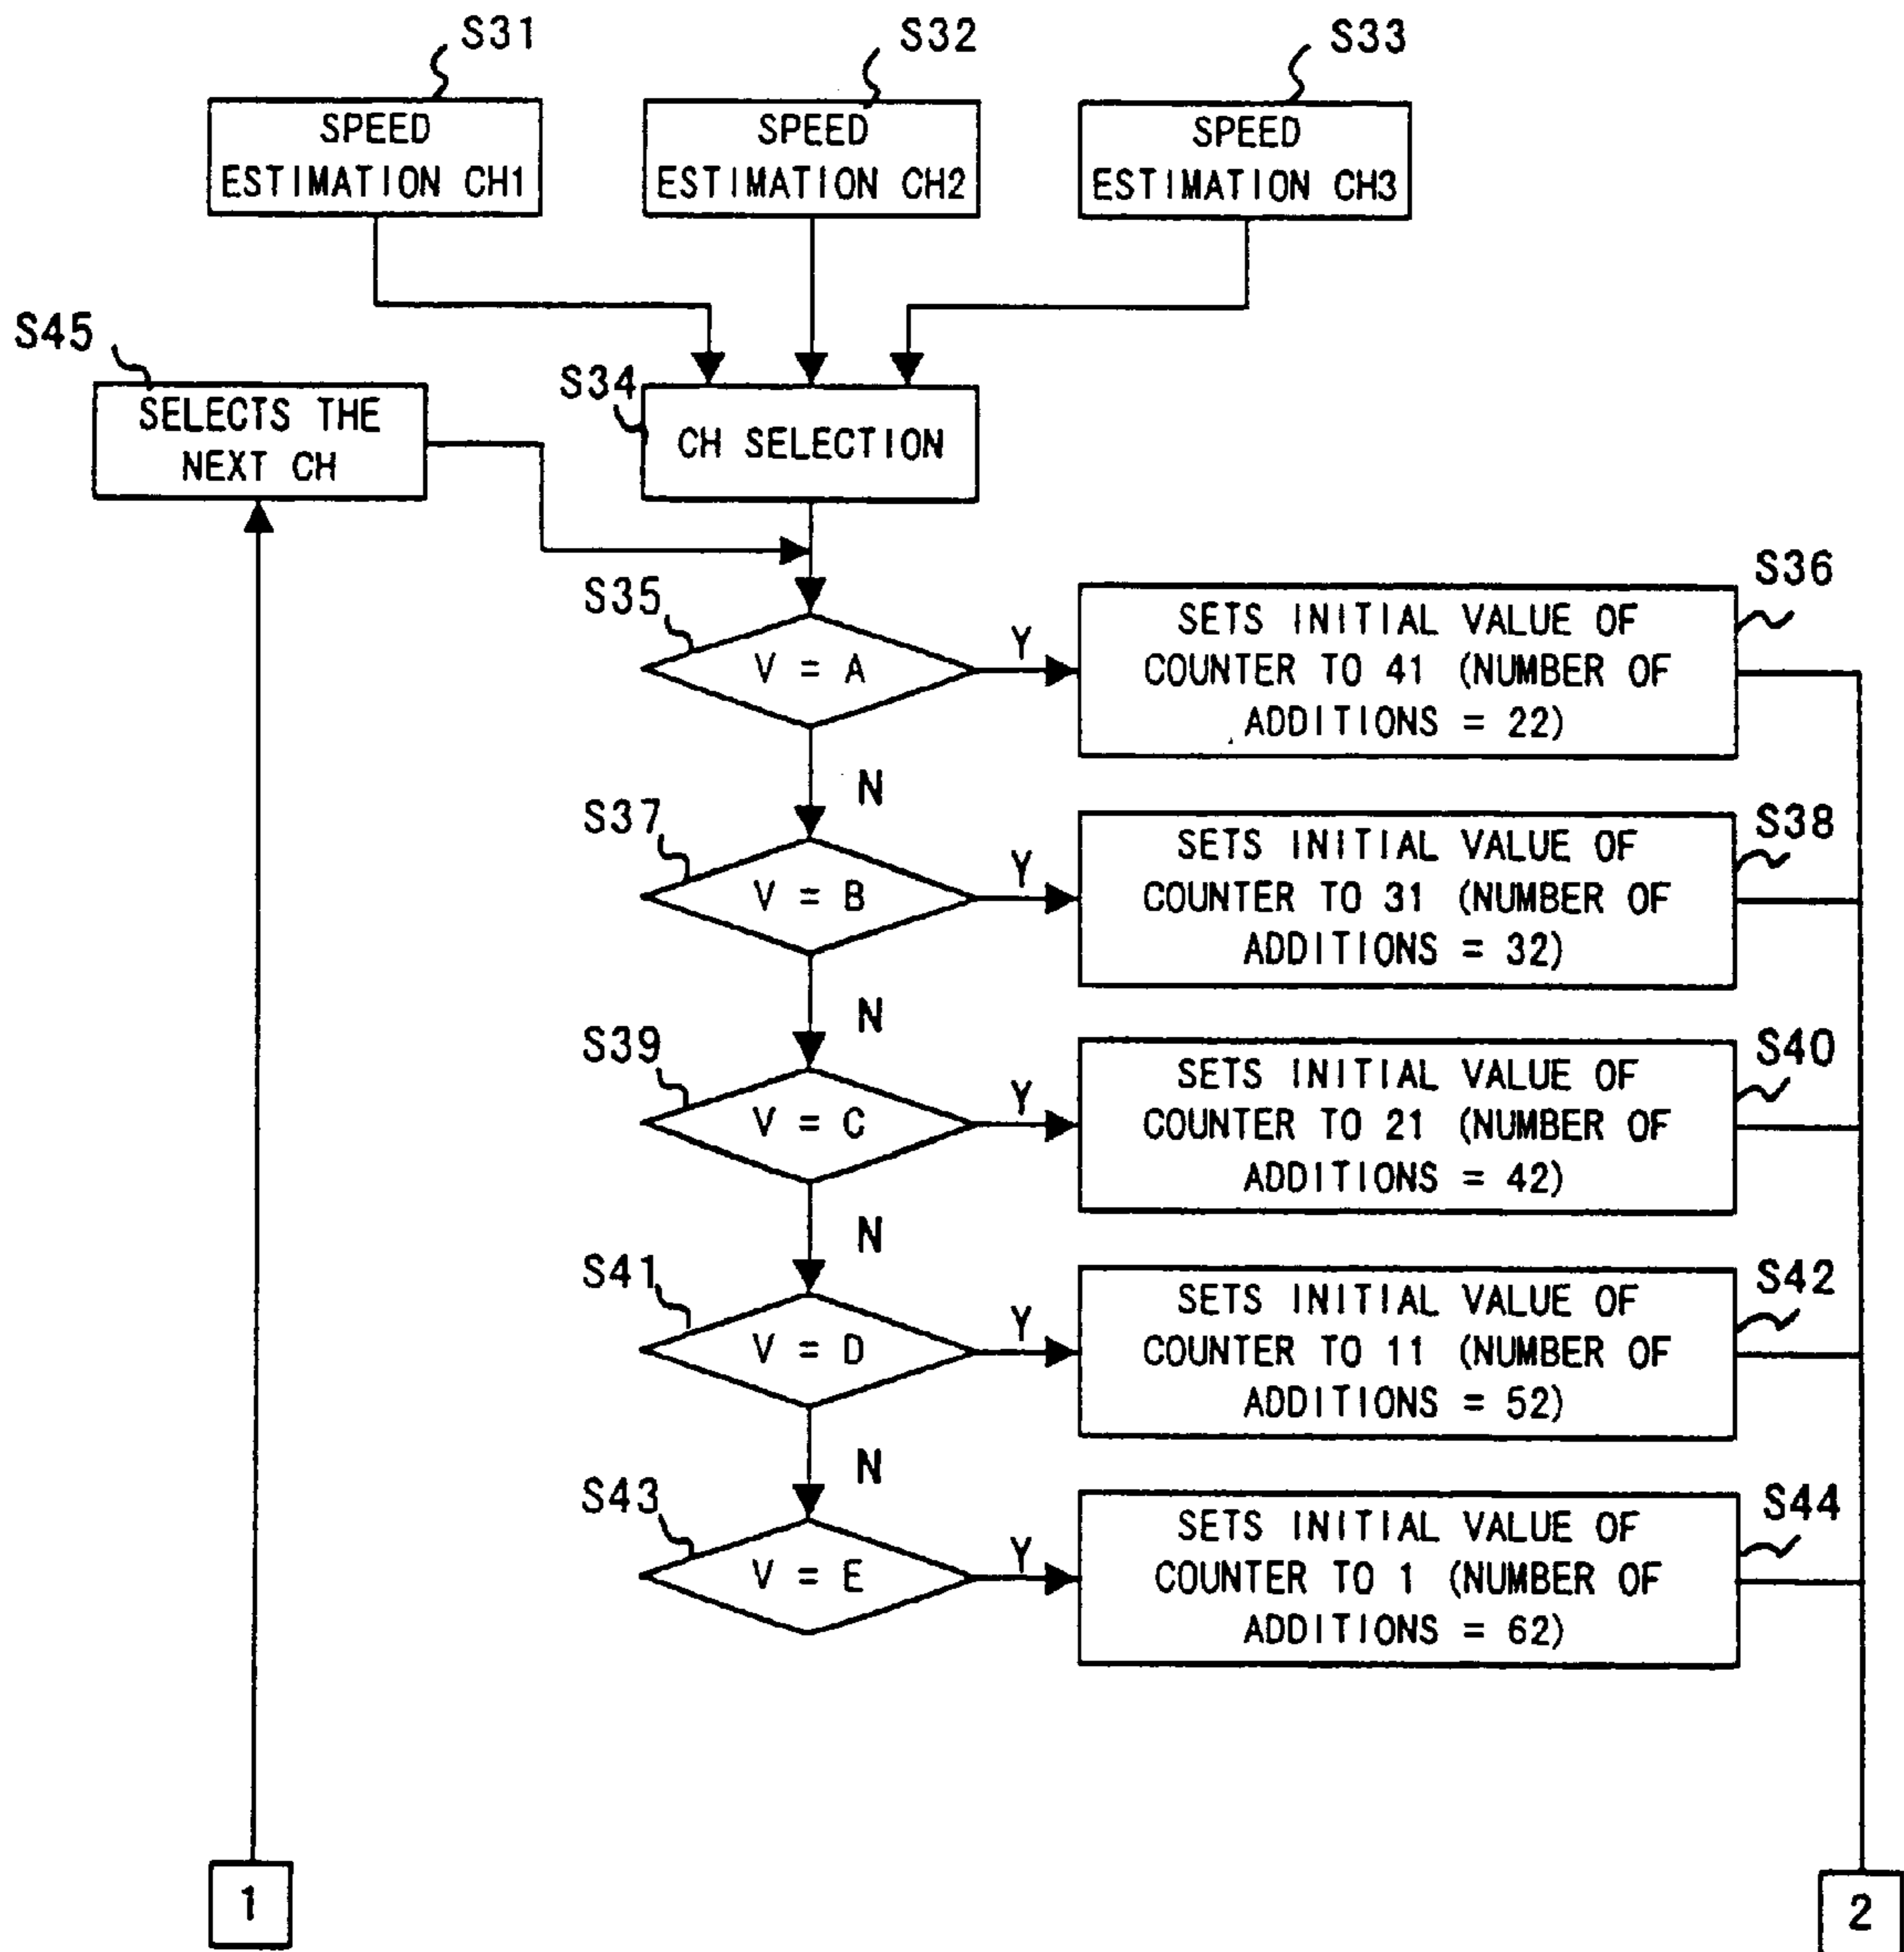 S31
S32
S33
SPEED
ESTIMATION CH1
SPEED
ESTIMATION CH2
SPEED
ESTIMATION CH3
S45
SELECTS THE
NEXT CH
S34
CH SELECTION
S35
V = A
Y
N
S36
SETS INITIAL VALUE OF
COUNTER TO 41 (NUMBER OF
ADDITIONS = 22)
S37
V = B
Y
N
S38
SETS INITIAL VALUE OF
COUNTER TO 31 (NUMBER OF
ADDITIONS = 32)
S39
V = C
Y
N
S40
SETS INITIAL VALUE OF
COUNTER TO 21 (NUMBER OF
ADDITIONS = 42)
S41
V = D
Y
N
S42
SETS INITIAL VALUE OF
COUNTER TO 11 (NUMBER OF
ADDITIONS = 52)
S43
V = E
Y
S44
SETS INITIAL VALUE OF
COUNTER TO 1 (NUMBER OF
ADDITIONS = 62)
1
2